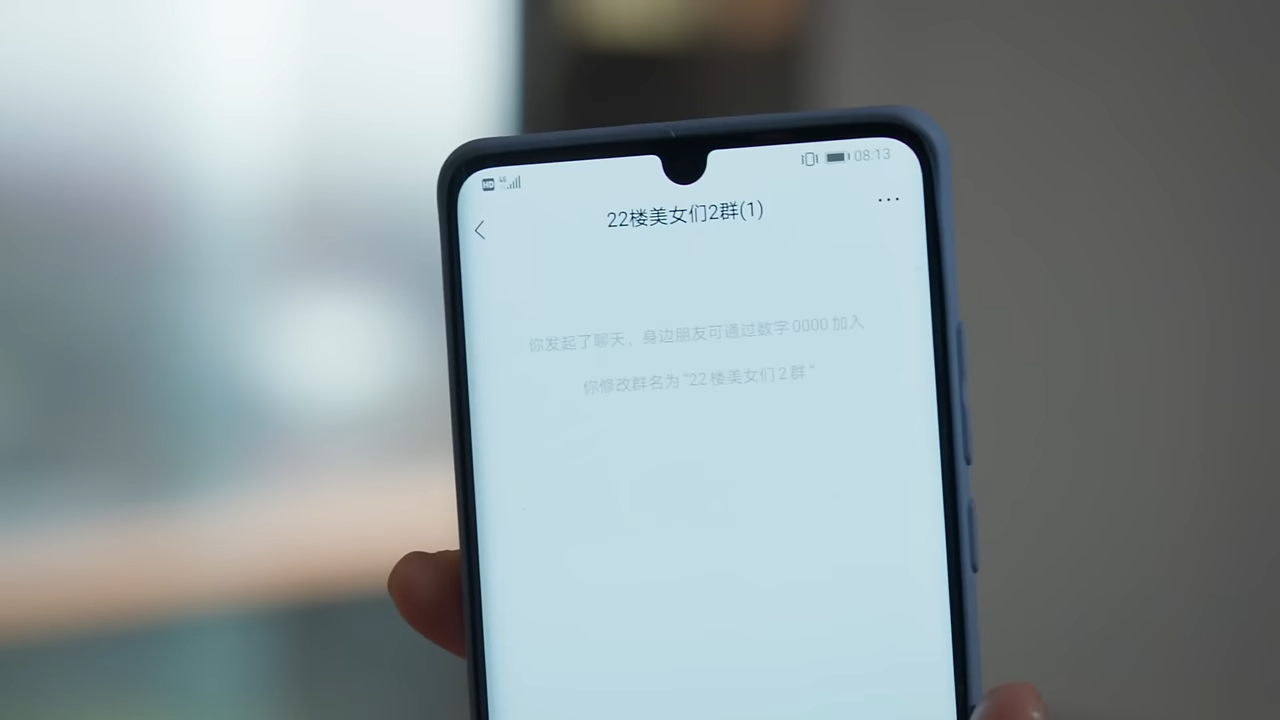 HD 4G 08:13
22楼美女们2群(1)
你发起了聊天，身边朋友可通过数字0000加入
你修改群名为“22楼美女们2群”